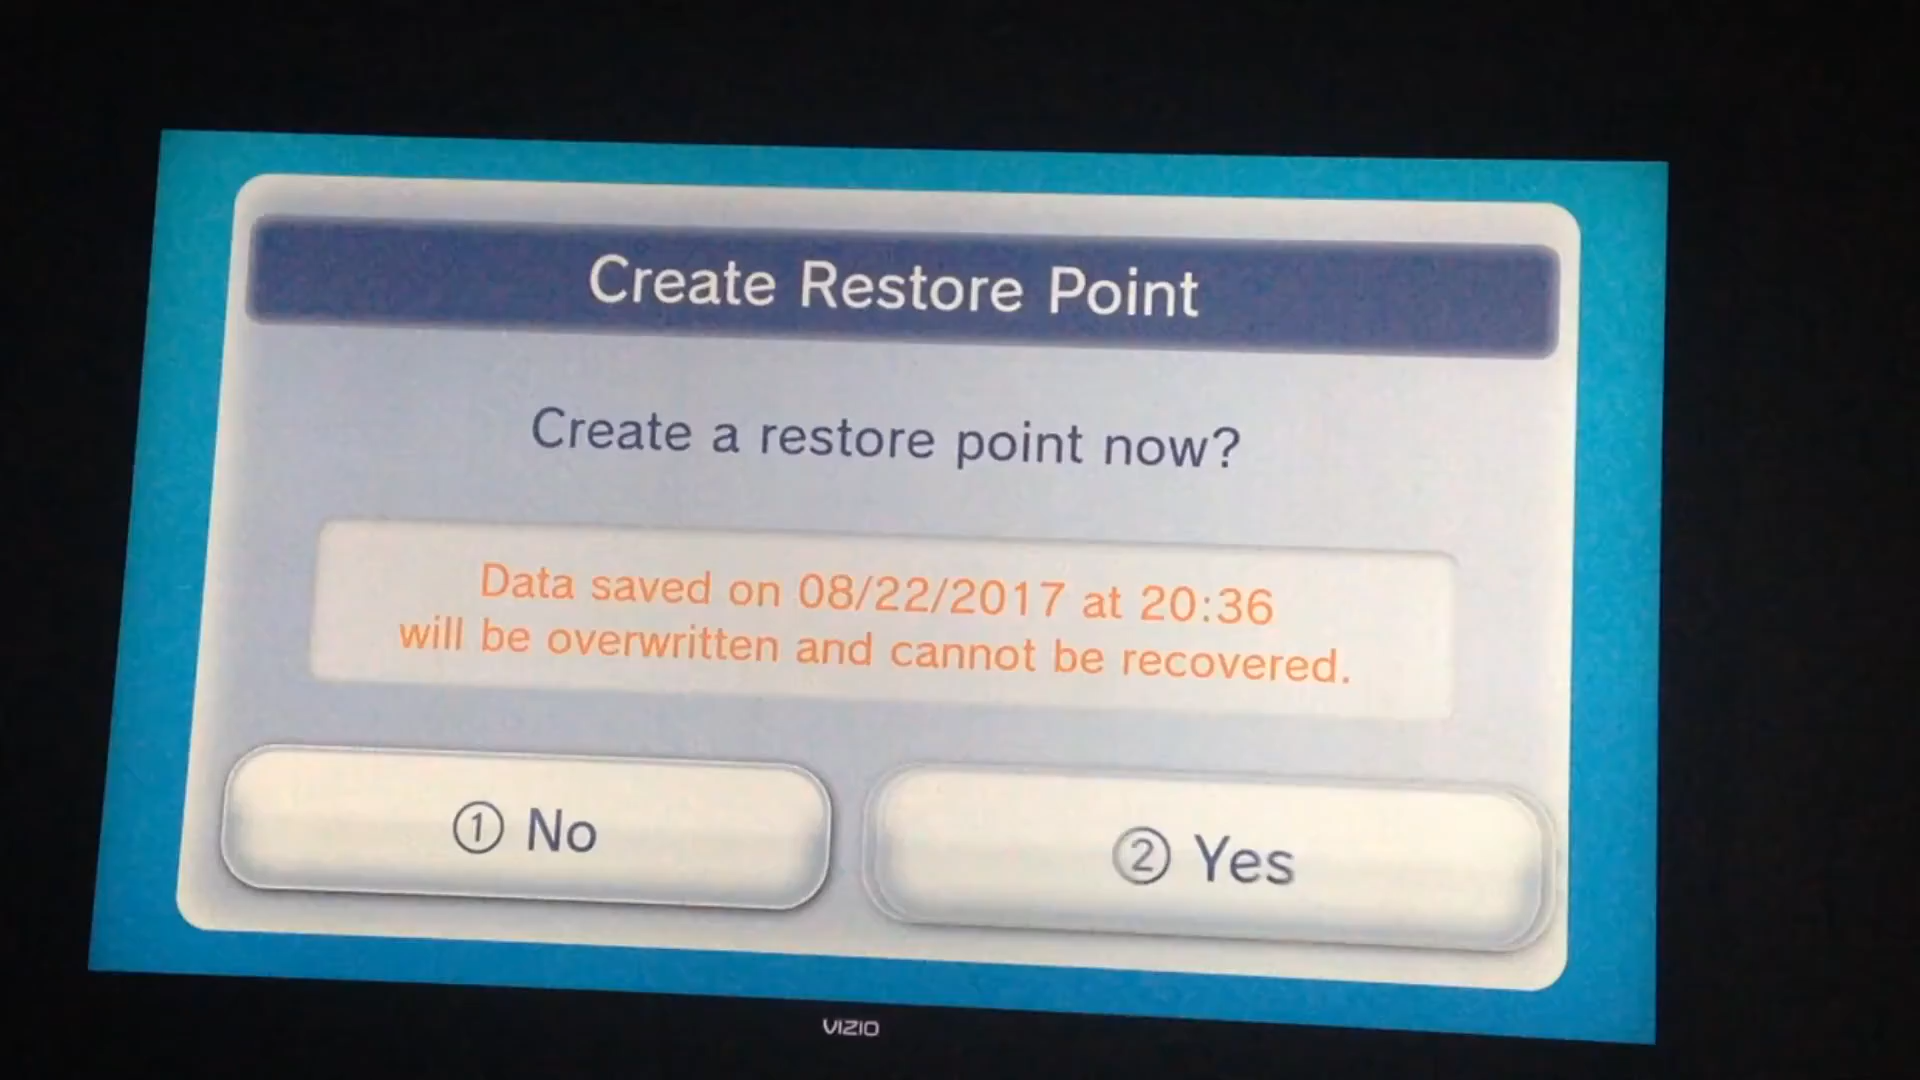 Create Restore Point
Create a restore point now?
Data saved on 08/22/2017 at 20:36
will be overwritten and cannot be recovered.
① No
② Yes
VIZIO